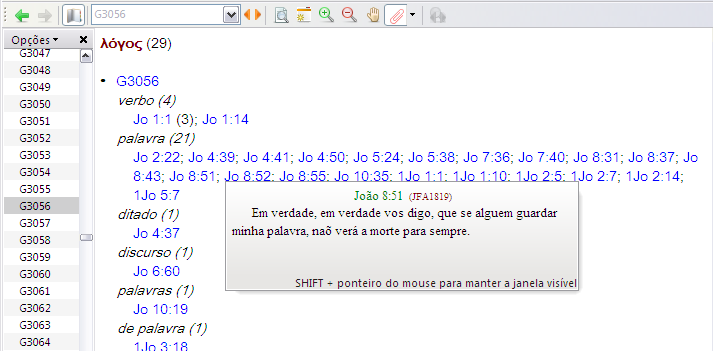 G3056
Opções
λόγος (29)
G3047
G3048
G3049
G3050
G3051
G3052
G3053
G3054
G3055
G3056
G3057
G3058
G3059
G3060
G3061
G3062
G3063
G3064
• G3056
verbo (4)
Jo 1:1 (3); Jo 1:14
palavra (21)
Jo 2:22; Jo 4:39; Jo 4:41; Jo 4:50; Jo 5:24; Jo 5:38; Jo 7:36; Jo 7:40; Jo 8:31; Jo 8:37; Jo
8:43; Jo 8:51; Jo 8:52; Jo 8:55; Jo 10:35; 1Jo 1:1; 1Jo 1:10; 1Jo 2:5; 1Jo 2:7; 1Jo 2:14;
1Jo 5:7
João 8:51 (JFA1819)
Em verdade, em verdade vos digo, que se alguem guardar
minha palavra, naõ verá a morte para sempre.
SHIFT + ponteiro do mouse para manter a janela visível
ditado (1)
Jo 4:37
discurso (1)
Jo 6:60
palavras (1)
Jo 10:19
de palavra (1)
1Jo 3:18